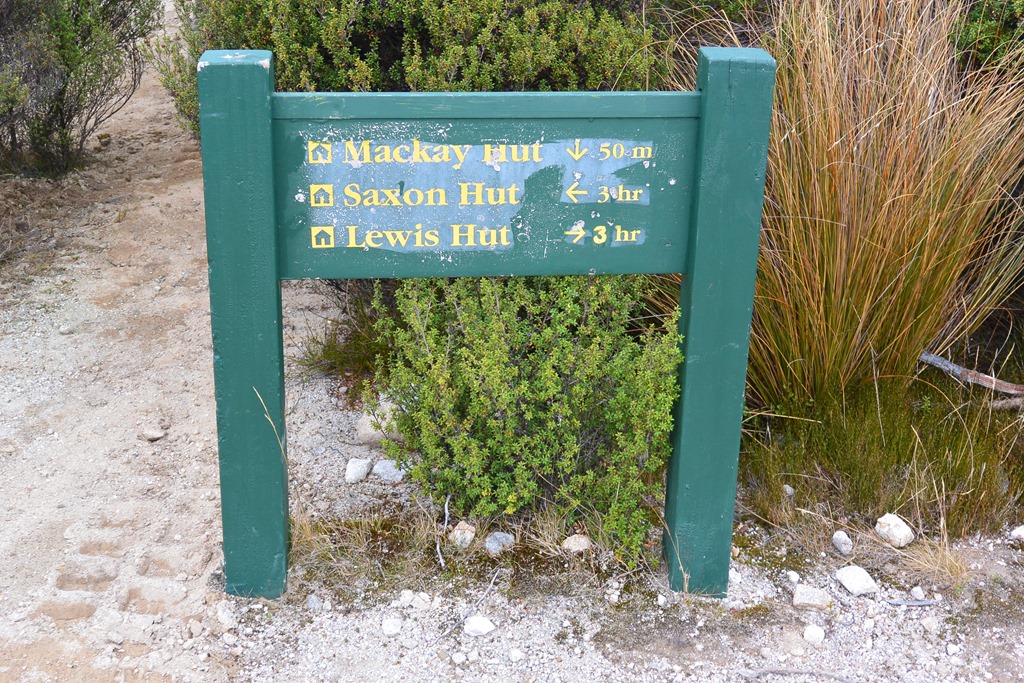 Mackay Hut ↓ 50 m
Saxon Hut ← 3 hr
Lewis Hut → 3 hr